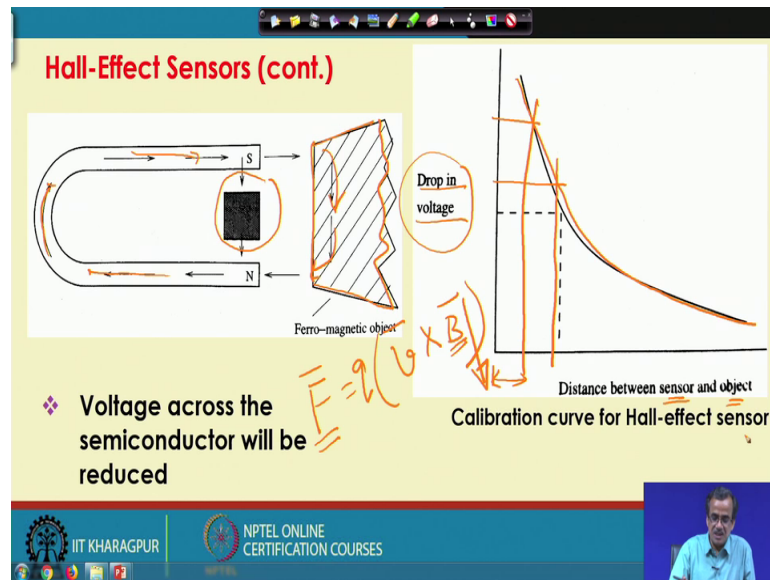 Hall-Effect Sensors (cont.)
S
N
Ferro-magnetic object
Drop in
voltage
Distance between sensor and object
Calibration curve for Hall-effect sensor
F = q(v × B)
❖ Voltage across the
semiconductor will be
reduced
IIT KHARAGPUR
NPTEL ONLINE
CERTIFICATION COURSES